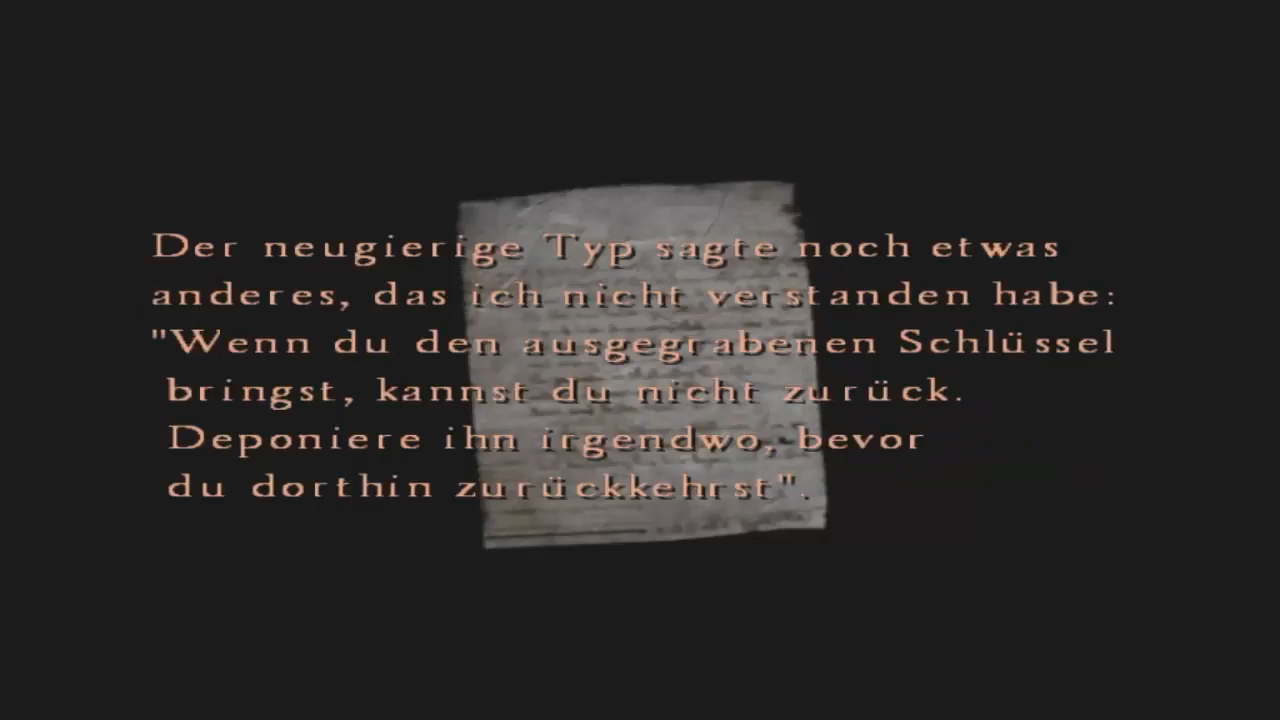 Der neugierige Typ sagte noch etwas
anderes, das ich nicht verstanden habe:
"Wenn du den ausgegrabenen Schlüssel
bringst, kannst du nicht zurück.
Deponiere ihn irgendwo, bevor
du dorthin zurückkehrst".